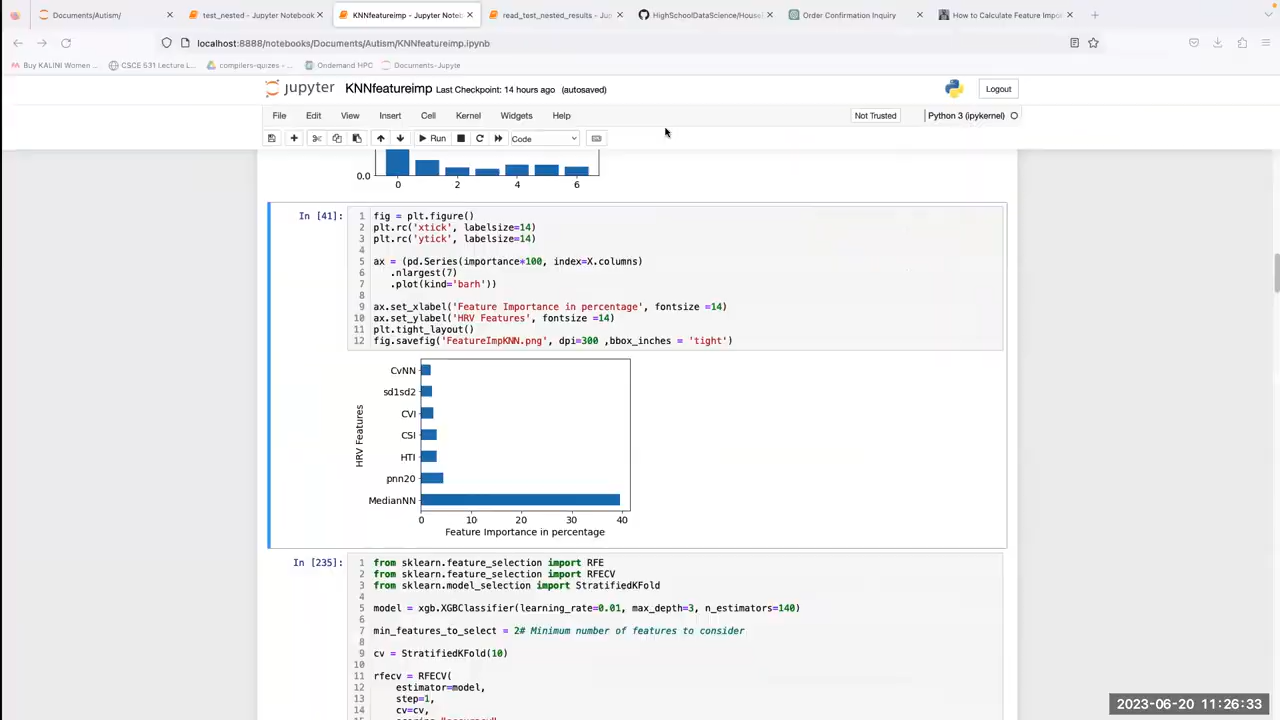 Documents/Autism/
test_nested - Jupyter Notebook
KNNfeatureimp - Jupyter Noteb
read_test_nested_results - Jup
HighSchoolDataScience/House
Order Confirmation Inquiry
How to Calculate Feature Impor
localhost:8888/notebooks/Documents/Autism/KNNfeatureimp.ipynb
Buy KALINI Women ...
CSCE 631 lecture L...
compilers-quizes - ...
Ondemand HPC
Documents-Jupyte
jupyter KNNfeatureimp Last Checkpoint: 14 hours ago (autosaved)
Logout
File Edit View Insert Cell Kernel Widgets Help
Not Trusted
Python 3 (ipykernel)
Run
Code
0.0
0 2 4 6
In [41]:
1 fig = plt.figure()
2 plt.rc('xtick', labelsize=14)
3 plt.rc('ytick', labelsize=14)
4
5 ax = (pd.Series(importance*100, index=X.columns)
6 .nlargest(7)
7 .plot(kind='barh'))
8
9 ax.set_xlabel('Feature Importance in percentage', fontsize =14)
10 ax.set_ylabel('HRV Features', fontsize =14)
11 plt.tight_layout()
12 fig.savefig('FeatureImpKNN.png', dpi=300 ,bbox_inches = 'tight')
CvNN
sd1sd2
CVI
CSI
HTI
pnn20
MedianNN
HRV Features
0 10 20 30 40
Feature Importance in percentage
In [235]:
1 from sklearn.feature_selection import RFE
2 from sklearn.feature_selection import RFECV
3 from sklearn.model_selection import StratifiedKFold
4
5 model = xgb.XGBClassifier(learning_rate=0.01, max_depth=3, n_estimators=140)
6
7 min_features_to_select = 2# Minimum number of features to consider
8
9 cv = StratifiedKFold(10)
10
11 rfecv = RFECV(
12 estimator=model,
13 step=1,
14 cv=cv,
2023-06-20 11:26:33